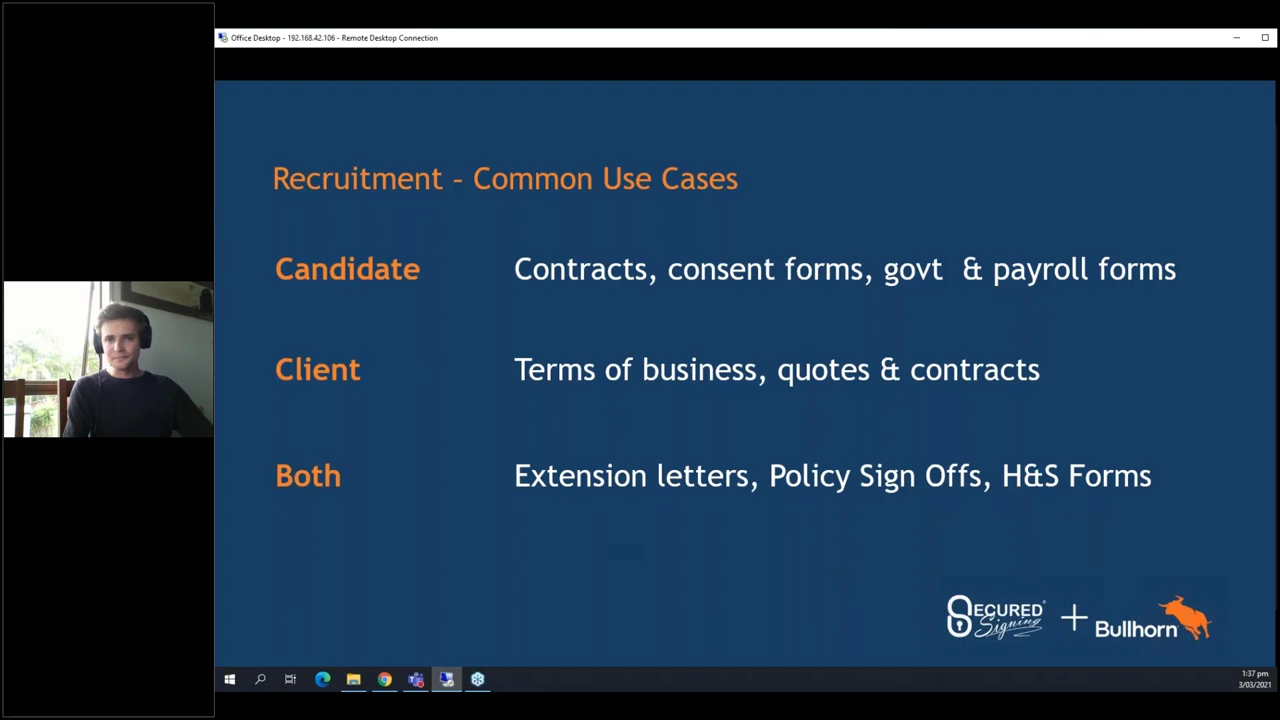 Office Desktop - 192.168.42.106 - Remote Desktop Connection
Recruitment – Common Use Cases
Candidate Contracts, consent forms, govt & payroll forms
Client Terms of business, quotes & contracts
Both Extension letters, Policy Sign Offs, H&S Forms
SECURED
Signing
+
Bullhorn
1:37 pm
3/03/2021